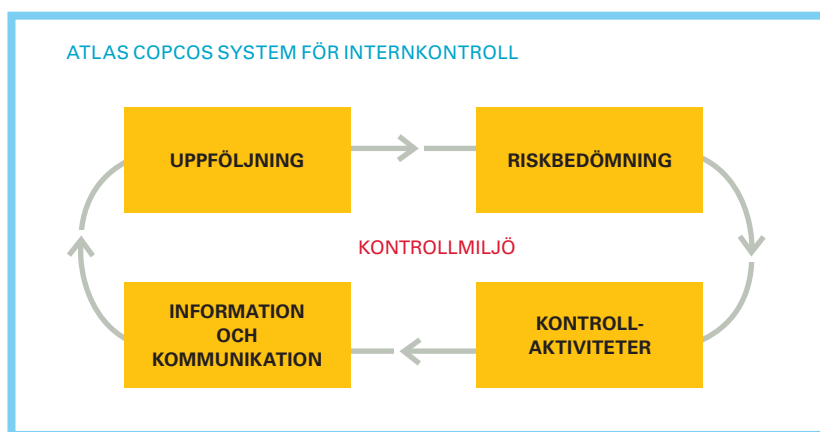 ATLAS COPCOS SYSTEM FÖR INTERNKONTROLL
UPPFÖLJNING
RISKBEDÖMNING
KONTROLLMILJÖ
INFORMATION
OCH
KOMMUNIKATION
KONTROLL-
AKTIVITETER